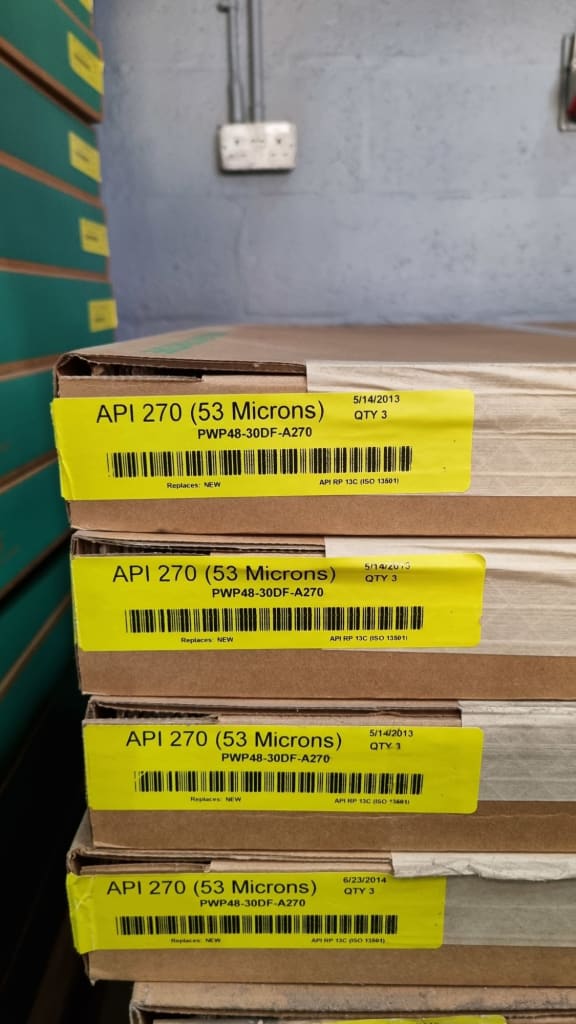 API 270 (53 Microns)
5/14/2013
QTY 3
PWP48-30DF-A270
Replaces: NEW
API RP 13C (ISO 13501)
API 270 (53 Microns)
5/14/2013
QTY 3
PWP48-30DF-A270
Replaces: NEW
API RP 13C (ISO 13501)
API 270 (53 Microns)
5/14/2013
QTY 3
PWP48-30DF-A270
Replaces: NEW
API RP 13C (ISO 13501)
API 270 (53 Microns)
6/23/2014
QTY 3
PWP48-30DF-A270
Replaces: NEW
API RP 13C (ISO 13501)